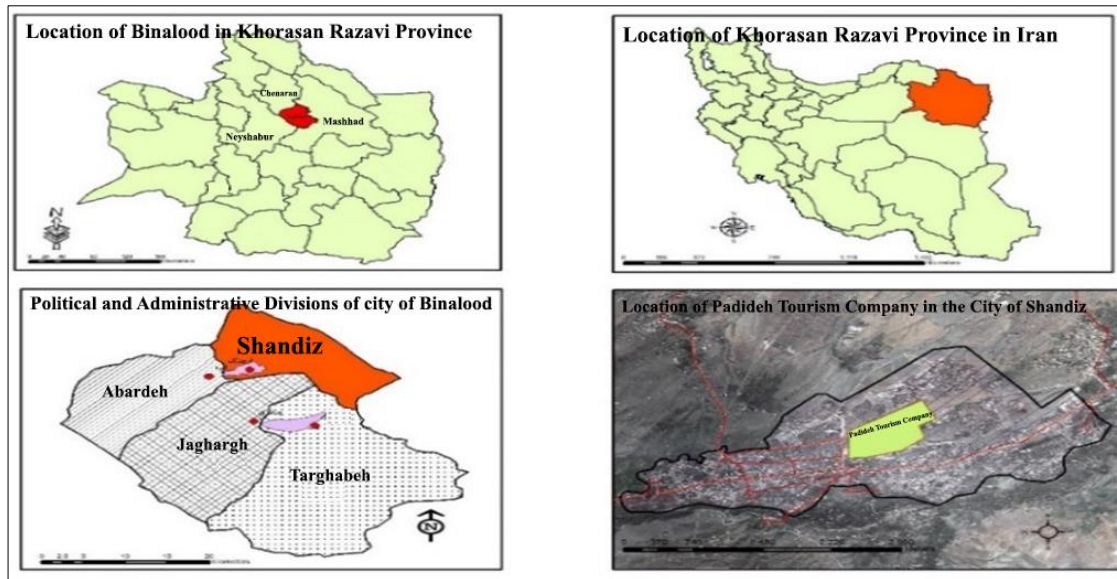 Location of Binalood in Khorasan Razavi Province
Chenaran
Mashhad
Neyshabur
N
Location of Khorasan Razavi Province in Iran
Political and Administrative Divisions of city of Binalood
Shandiz
Abardeh
Jaghargh
Targhabeh
N
Location of Padideh Tourism Company in the City of Shandiz
Padideh Tourism Company